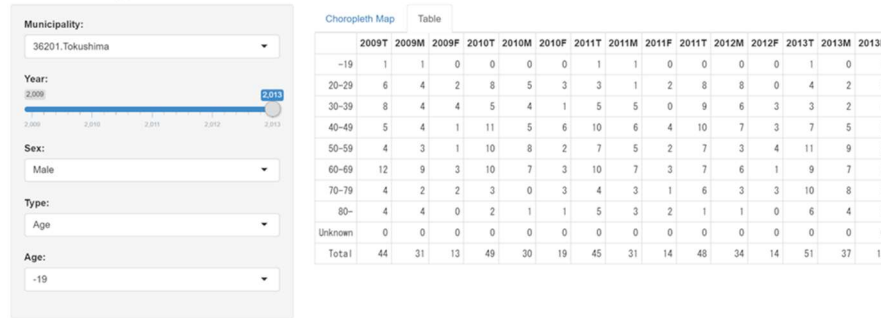 Municipality:
36201.Tokushima
Year:
2,009 2,013
2,009 2,010 2,011 2,012 2,013
Sex:
Male
Type:
Age
Age:
-19
Choropleth Map Table
2009T 2009M 2009F 2010T 2010M 2010F 2011T 2011M 2011F 2011T 2012M 2012F 2013T 2013M 2013
-19 1 1 0 0 0 0 1 1 0 0 0 0 1 0
20-29 6 4 2 8 5 3 3 1 2 8 8 0 4 2
30-39 8 4 4 5 4 1 5 5 0 9 6 3 3 2
40-49 5 4 1 11 5 6 10 6 4 10 7 3 7 5
50-59 4 3 1 10 8 2 7 5 2 7 3 4 11 9
60-69 12 9 3 10 7 3 10 7 3 7 6 1 9 7
70-79 4 2 2 3 0 3 4 3 1 6 3 3 10 8
80- 4 4 0 2 1 1 5 3 2 1 1 0 6 4
Unknown 0 0 0 0 0 0 0 0 0 0 0 0 0 0
Total 44 31 13 49 30 19 45 31 14 48 34 14 51 37 1